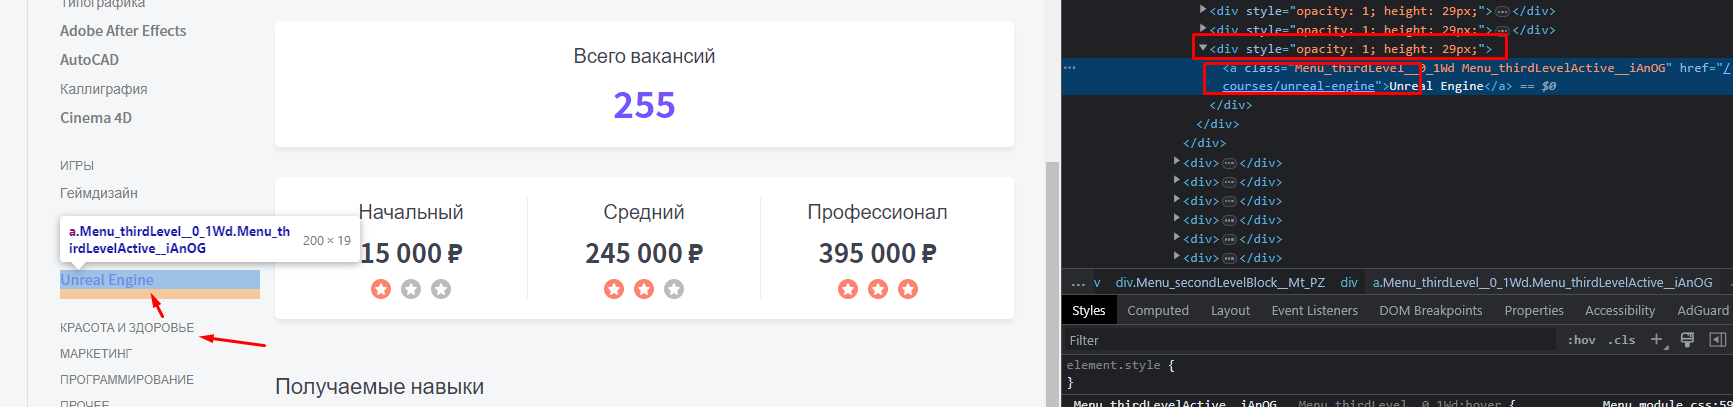 Типографика
Adobe After Effects
AutoCAD
Каллиграфия
Cinema 4D
ИГРЫ
Геймдизайн
a.Menu_thirdLevel__0_1Wd.Menu_th
irdLevelActive__iAnOG
200 × 19
Unreal Engine
КРАСОТА И ЗДОРОВЬЕ
МАРКЕТИНГ
ПРОГРАММИРОВАНИЕ
ПРОЧЕЕ
Всего вакансий
255
Начальный
15 000 ₽
Средний
245 000 ₽
Профессионал
395 000 ₽
Получаемые навыки
<div style="opacity: 1; height: 29px;">…</div>
<div style="opacity: 1; height: 29px;">…</div>
<div style="opacity: 1; height: 29px;">
<a class="Menu_thirdLevel__0_1Wd Menu_thirdLevelActive__iAnOG" href="/
courses/unreal-engine">Unreal Engine</a> == $0
</div>
</div>
</div>
<div>…</div>
<div>…</div>
<div>…</div>
<div>…</div>
<div>…</div>
<div>…</div>
… v div.Menu_secondLevelBlock__Mt_PZ div a.Menu_thirdLevel__0_1Wd.Menu_thirdLevelActive__iAnOG
Styles Computed Layout Event Listeners DOM Breakpoints Properties Accessibility AdGuard
Filter :hov .cls +
element.style {
}
.Menu_thirdLevelActive__iAnOG, .Menu_thirdLevel__0_1Wd:hover { Menu.module.css:59